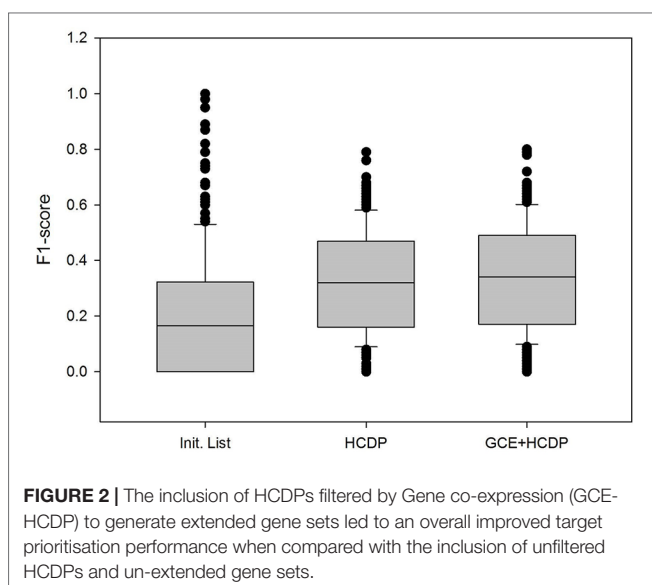 1.2
1.0
0.8
0.6
0.4
0.2
0.0
F1-score
Init. List
HCDP
GCE+HCDP
FIGURE 2 | The inclusion of HCDPs filtered by Gene co-expression (GCE-
HCDP) to generate extended gene sets led to an overall improved target
prioritisation performance when compared with the inclusion of unfiltered
HCDPs and un-extended gene sets.